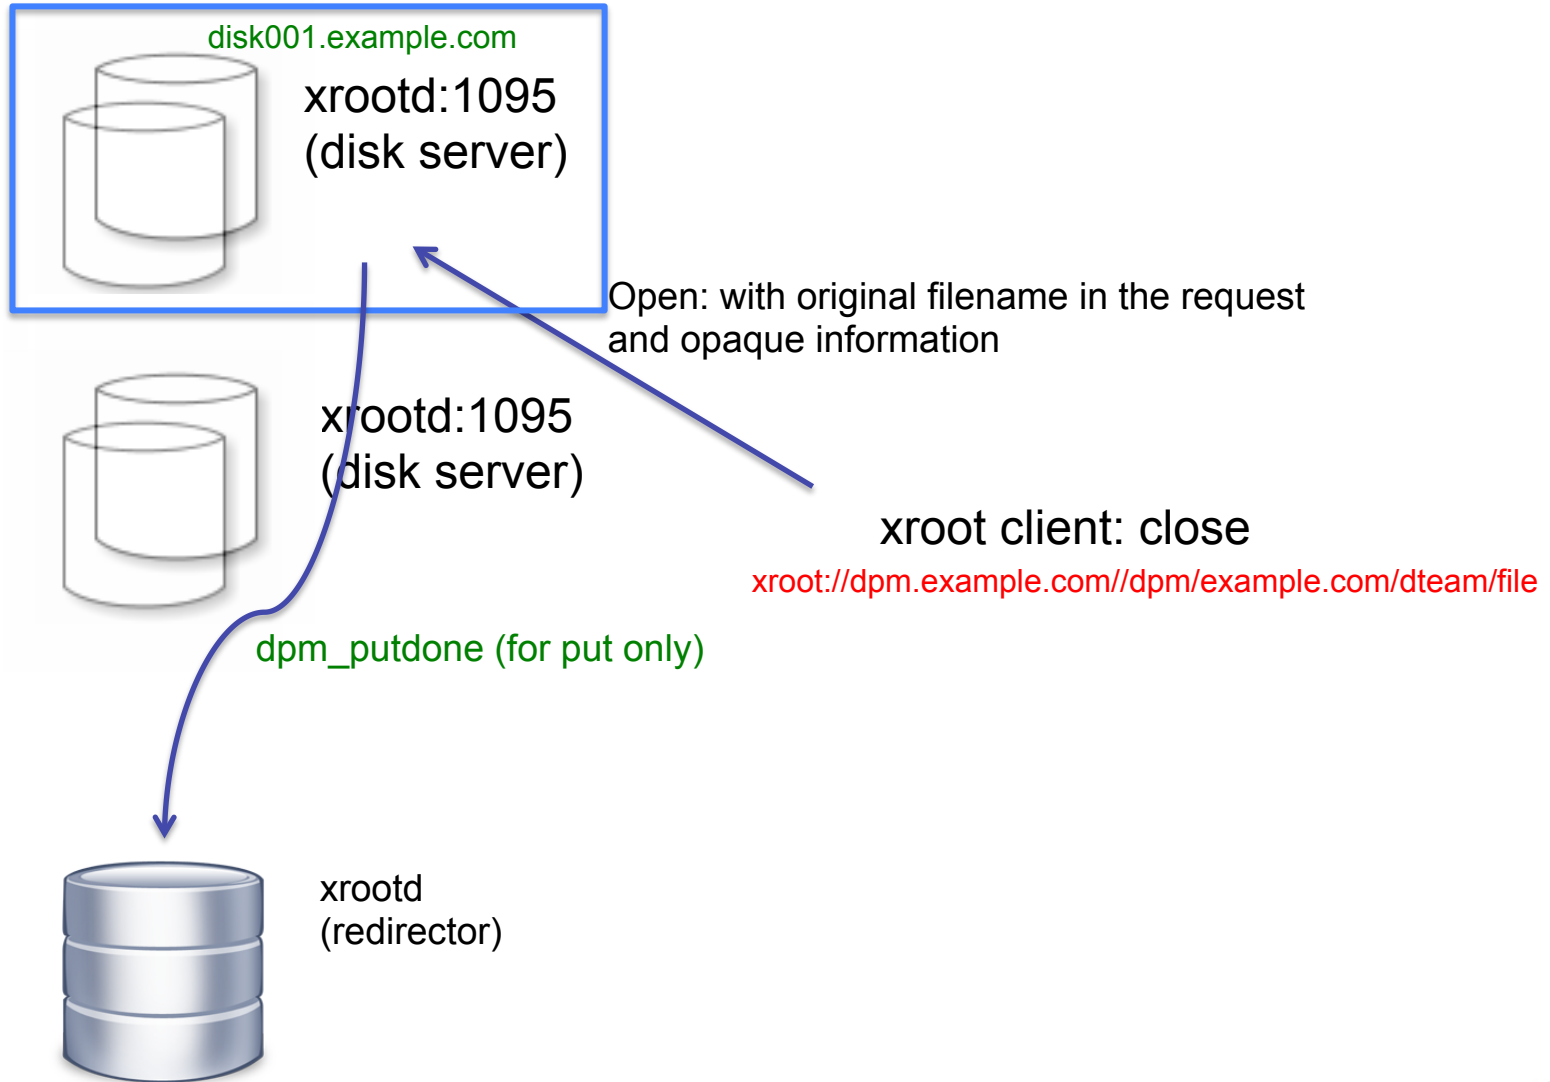 disk001.example.com
xrootd:1095
(disk server)
Open: with original filename in the request
and opaque information
xrootd:1095
(disk server)
xroot client: close
xroot://dpm.example.com//dpm/example.com/dteam/file
dpm_putdone (for put only)
xrootd
(redirector)